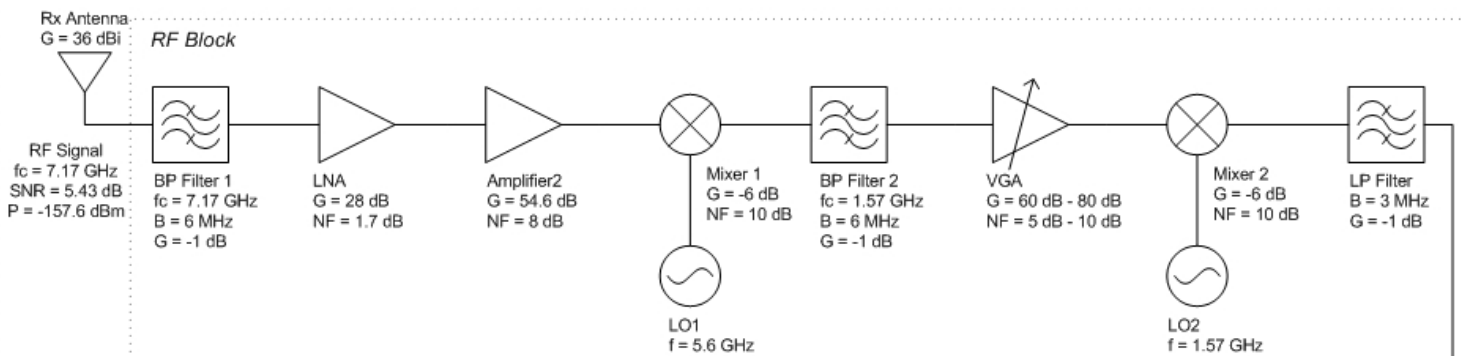 Rx Antenna
G = 36 dBi
RF Block
RF Signal
fc = 7.17 GHz
SNR = 5.43 dB
P = -157.6 dBm
BP Filter 1
fc = 7.17 GHz
B = 6 MHz
G = -1 dB
LNA
G = 28 dB
NF = 1.7 dB
Amplifier2
G = 54.6 dB
NF = 8 dB
Mixer 1
G = -6 dB
NF = 10 dB
LO1
f = 5.6 GHz
BP Filter 2
fc = 1.57 GHz
B = 6 MHz
G = -1 dB
VGA
G = 60 dB - 80 dB
NF = 5 dB - 10 dB
Mixer 2
G = -6 dB
NF = 10 dB
LO2
f = 1.57 GHz
LP Filter
B = 3 MHz
G = -1 dB